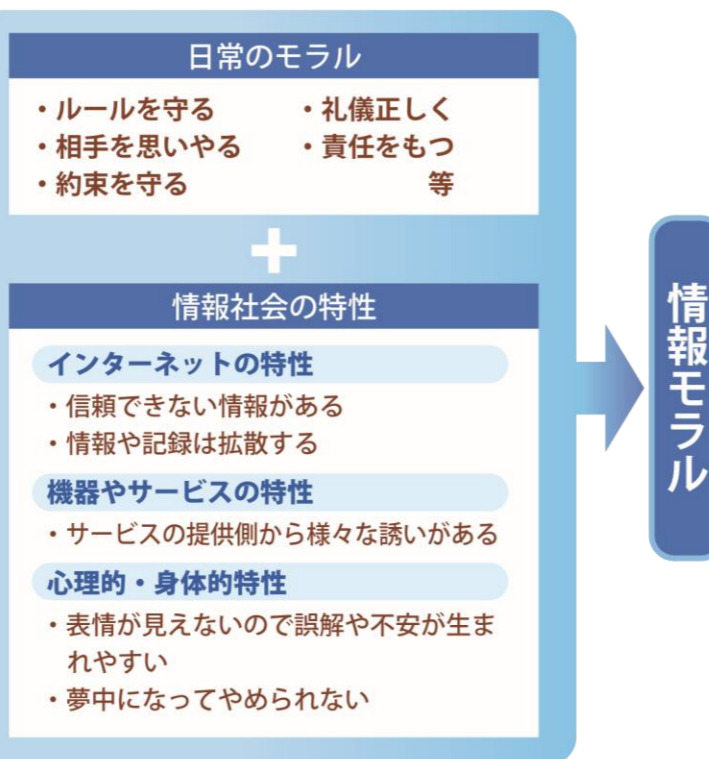 日常のモラル
・ルールを守る
・相手を思いやる
・約束を守る
・礼儀正しく
・責任をもつ
等
+
情報社会の特性
インターネットの特性
・信頼できない情報がある
・情報や記録は拡散する
機器やサービスの特性
・サービスの提供側から様々な誘いがある
心理的・身体的特性
・表情が見えないので誤解や不安が生ま
れやすい
・夢中になってやめられない
情報モラル